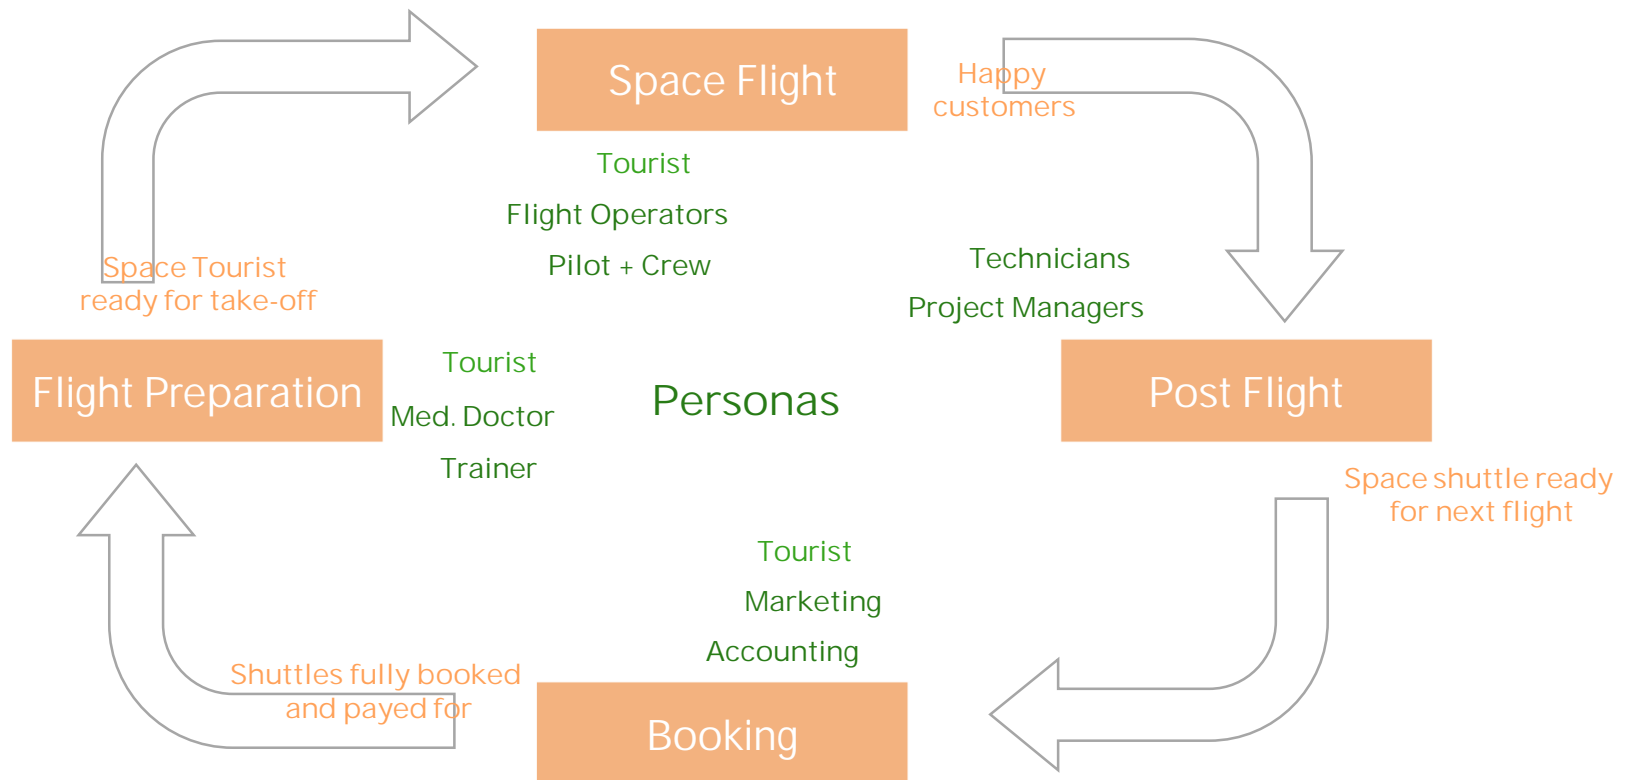 Space Flight
Happy
customers
Tourist
Flight Operators
Pilot + Crew
Space Tourist
ready for take-off
Technicians
Project Managers
Flight Preparation
Tourist
Med. Doctor
Trainer
Personas
Post Flight
Space shuttle ready
for next flight
Tourist
Marketing
Accounting
Shuttles fully booked
and payed for
Booking